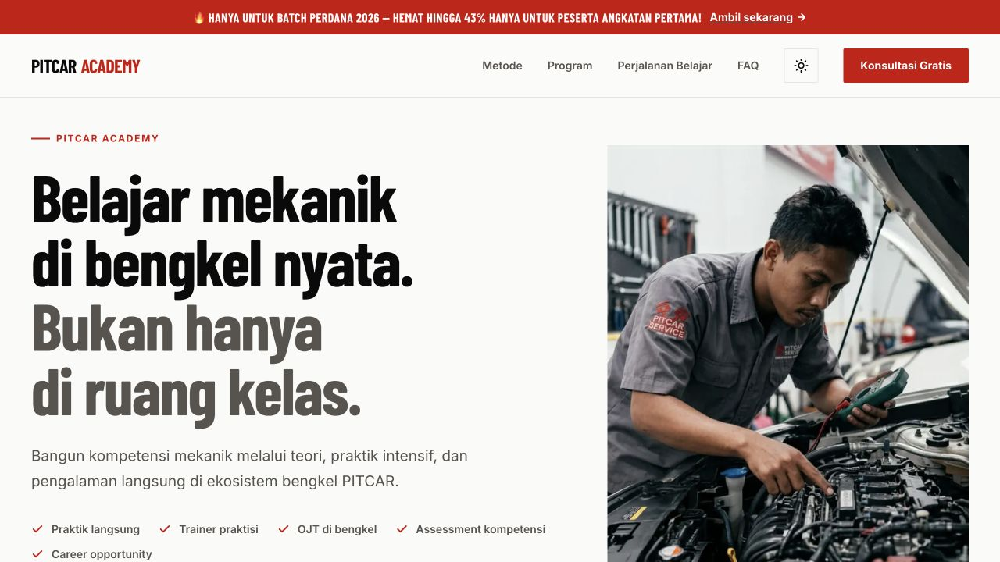 🔥 HANYA UNTUK BATCH PERDANA 2026 — HEMAT HINGGA 43% HANYA UNTUK PESERTA ANGKATAN PERTAMA! Ambil sekarang →
PITCAR ACADEMY
Metode
Program
Perjalanan Belajar
FAQ
Konsultasi Gratis
PITCAR ACADEMY
Belajar mekanik
di bengkel nyata.
Bukan hanya
di ruang kelas.
Bangun kompetensi mekanik melalui teori, praktik intensif, dan
pengalaman langsung di ekosistem bengkel PITCAR.
Praktik langsung
Trainer praktisi
OJT di bengkel
Assessment kompetensi
Career opportunity
PITCAR
SERVICE
PITCAR